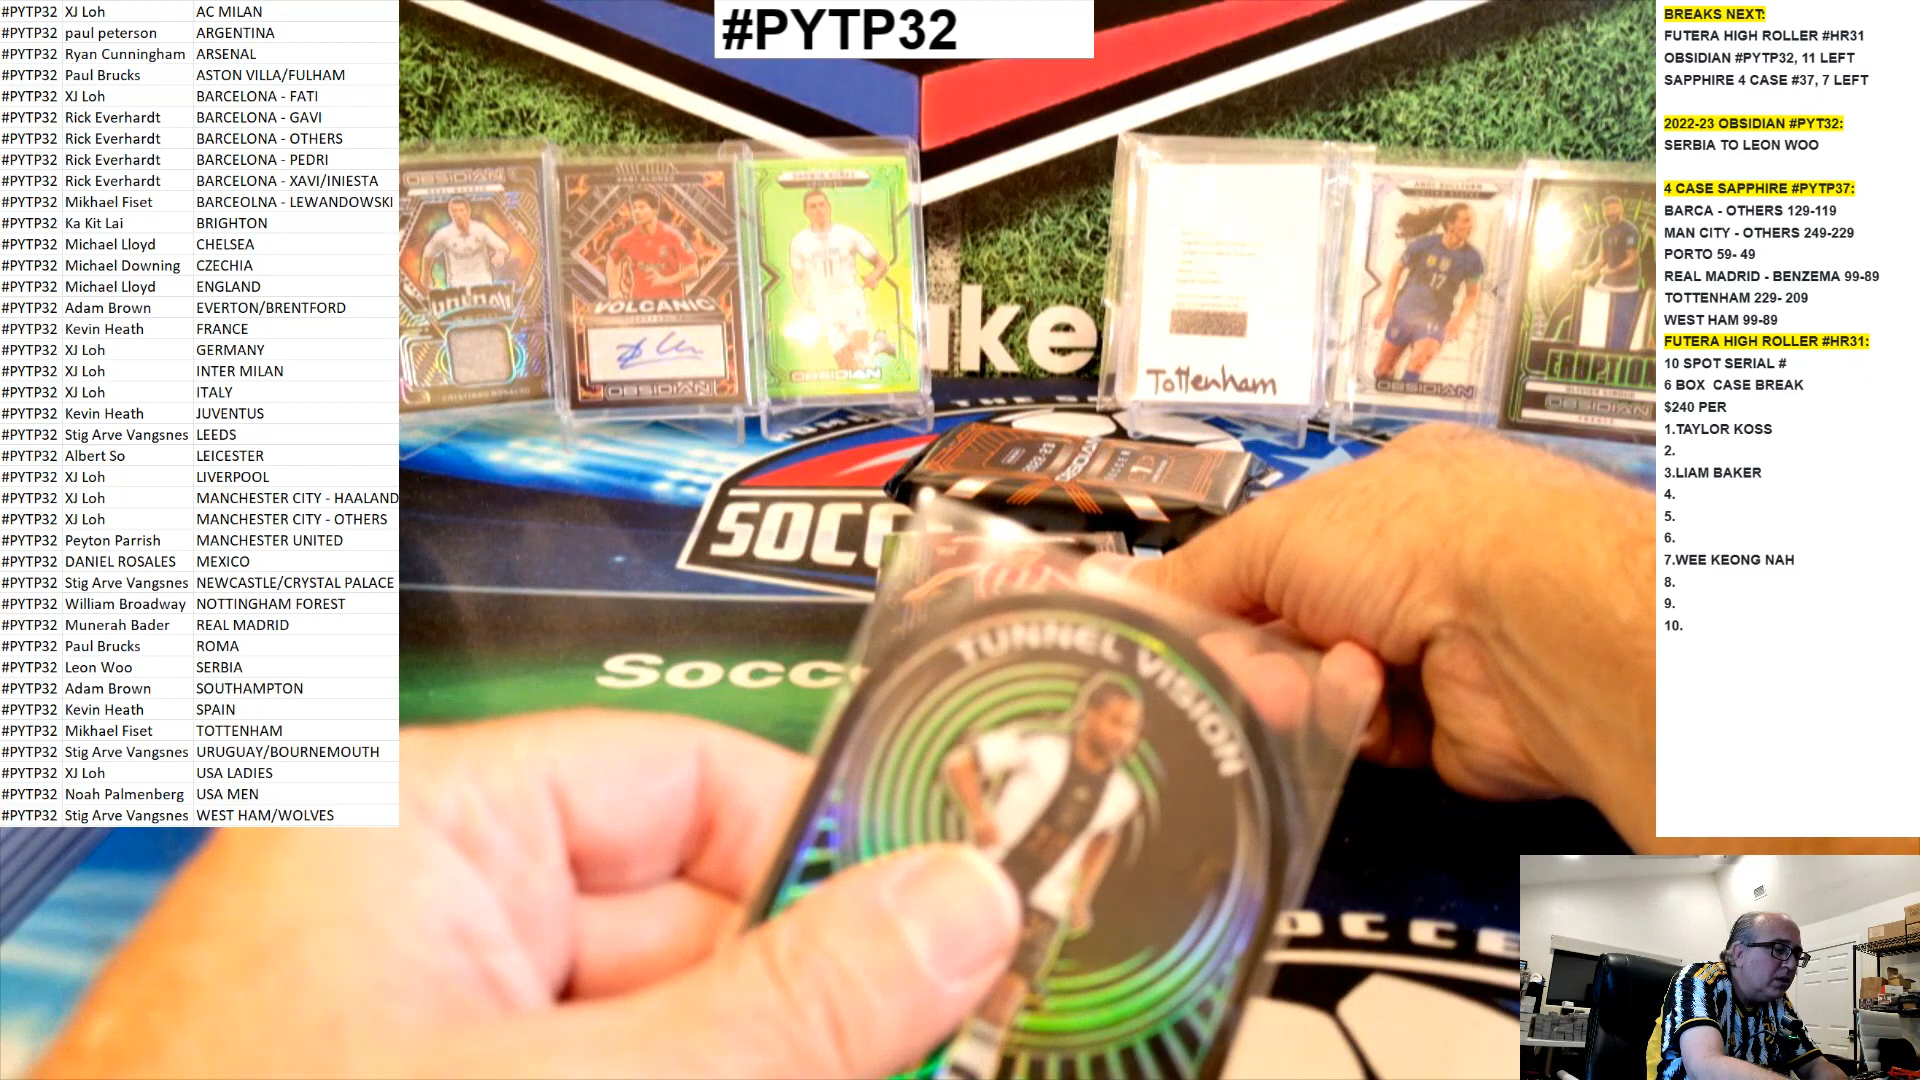 #PYTP32 XJ Loh AC MILAN
#PYTP32 paul peterson ARGENTINA
#PYTP32 Ryan Cunningham ARSENAL
#PYTP32 Paul Brucks ASTON VILLA/FULHAM
#PYTP32 XJ Loh BARCELONA - FATI
#PYTP32 Rick Everhardt BARCELONA - GAVI
#PYTP32 Rick Everhardt BARCELONA - OTHERS
#PYTP32 Rick Everhardt BARCELONA - PEDRI
#PYTP32 Rick Everhardt BARCELONA - XAVI/INIESTA
#PYTP32 Mikhael Fiset BARCEOLNA - LEWANDOWSKI
#PYTP32 Ka Kit Lai BRIGHTON
#PYTP32 Michael Lloyd CHELSEA
#PYTP32 Michael Downing CZECHIA
#PYTP32 Michael Lloyd ENGLAND
#PYTP32 Adam Brown EVERTON/BRENTFORD
#PYTP32 Kevin Heath FRANCE
#PYTP32 XJ Loh GERMANY
#PYTP32 XJ Loh INTER MILAN
#PYTP32 XJ Loh ITALY
#PYTP32 Kevin Heath JUVENTUS
#PYTP32 Stig Arve Vangsnes LEEDS
#PYTP32 Albert So LEICESTER
#PYTP32 XJ Loh LIVERPOOL
#PYTP32 XJ Loh MANCHESTER CITY - HAALAND
#PYTP32 XJ Loh MANCHESTER CITY - OTHERS
#PYTP32 Peyton Parrish MANCHESTER UNITED
#PYTP32 DANIEL ROSALES MEXICO
#PYTP32 Stig Arve Vangsnes NEWCASTLE/CRYSTAL PALACE
#PYTP32 William Broadway NOTTINGHAM FOREST
#PYTP32 Munerah Bader REAL MADRID
#PYTP32 Paul Brucks ROMA
#PYTP32 Leon Woo SERBIA
#PYTP32 Adam Brown SOUTHAMPTON
#PYTP32 Kevin Heath SPAIN
#PYTP32 Mikhael Fiset TOTTENHAM
#PYTP32 Stig Arve Vangsnes URUGUAY/BOURNEMOUTH
#PYTP32 XJ Loh USA LADIES
#PYTP32 Noah Palmenberg USA MEN
#PYTP32 Stig Arve Vangsnes WEST HAM/WOLVES
#PYTP32
OBSIDIAN
CRISTIANO RONALDO
VOLCANIC
OBSIDIAN
DARWIN NUNEZ
OBSIDIAN
ke
Tottenham
ANDI SULLIVAN
17
OBSIDIAN
ERUPTION
OBSIDIAN
2022-23
OBSIDIAN
SOCCER
SOCC
Socc
TUNNEL VISION
occe
BREAKS NEXT:
FUTERA HIGH ROLLER #HR31
OBSIDIAN #PYTP32, 11 LEFT
SAPPHIRE 4 CASE #37, 7 LEFT
2022-23 OBSIDIAN #PYT32:
SERBIA TO LEON WOO
4 CASE SAPPHIRE #PYTP37:
BARCA - OTHERS 129-119
MAN CITY - OTHERS 249-229
PORTO 59- 49
REAL MADRID - BENZEMA 99-89
TOTTENHAM 229- 209
WEST HAM 99-89
FUTERA HIGH ROLLER #HR31:
10 SPOT SERIAL #
6 BOX CASE BREAK
$240 PER
1.TAYLOR KOSS
2.
3.LIAM BAKER
4.
5.
6.
7.WEE KEONG NAH
8.
9.
10.